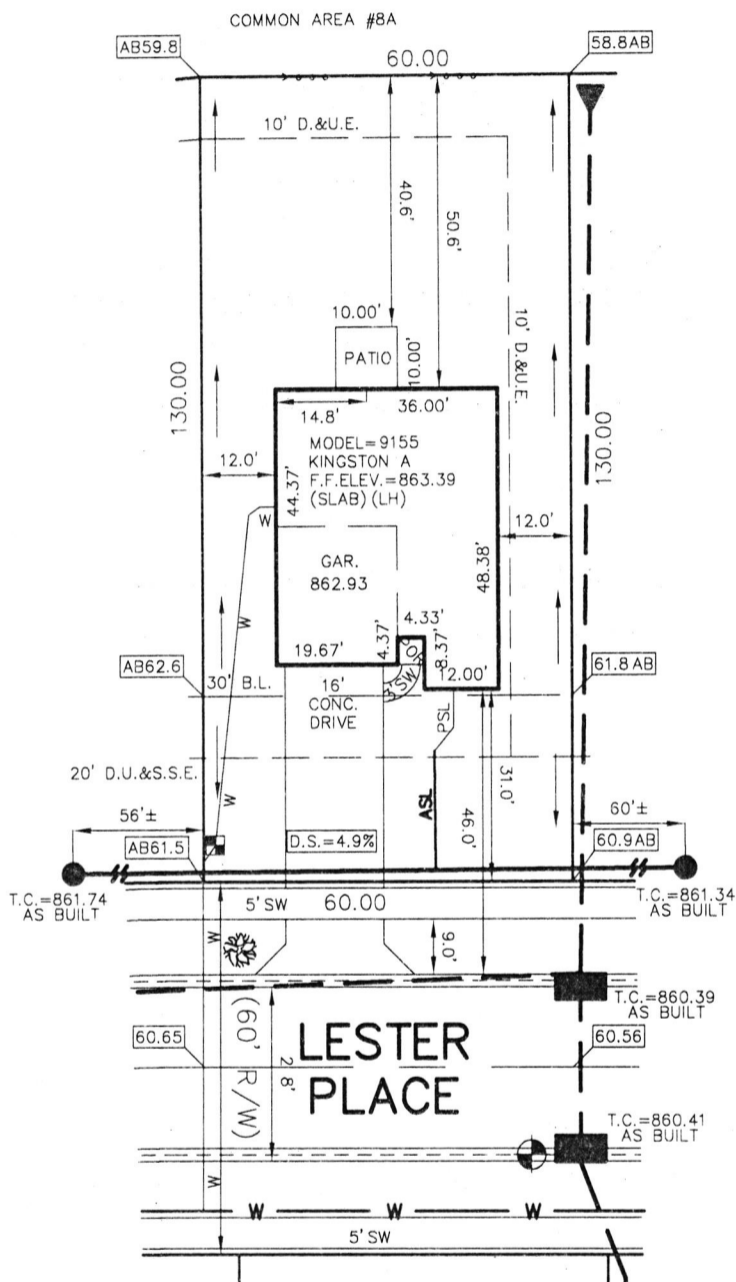 COMMON AREA #8A
AB59.8
60.00
58.8AB
10' D.&U.E.
40.6'
50.6'
10.00'
PATIO
10.00'
10' D.&U.E.
130.00
130.00
14.8'
36.00'
MODEL=9155
KINGSTON A
F.F.ELEV.=863.39
(SLAB) (LH)
12.0'
44.37'
12.0'
W
GAR.
862.93
48.38'
4.33'
W
19.67'
4.37'
8.37'
12.00'
3' SW
AB62.6
30' B.L.
61.8 AB
16'
CONC.
DRIVE
PSL
20' D.U.&S.S.E.
31.0'
W
ASL
46.0'
56'±
60'±
D.S.=4.9%
AB61.5
60.9AB
T.C.=861.74
AS BUILT
T.C.=861.34
AS BUILT
5' SW
60.00
W
9.0'
T.C.=860.39
AS BUILT
60.65
(60' R/W)
28'
LESTER
PLACE
60.56
T.C.=860.41
AS BUILT
W
W
W
W
5' SW